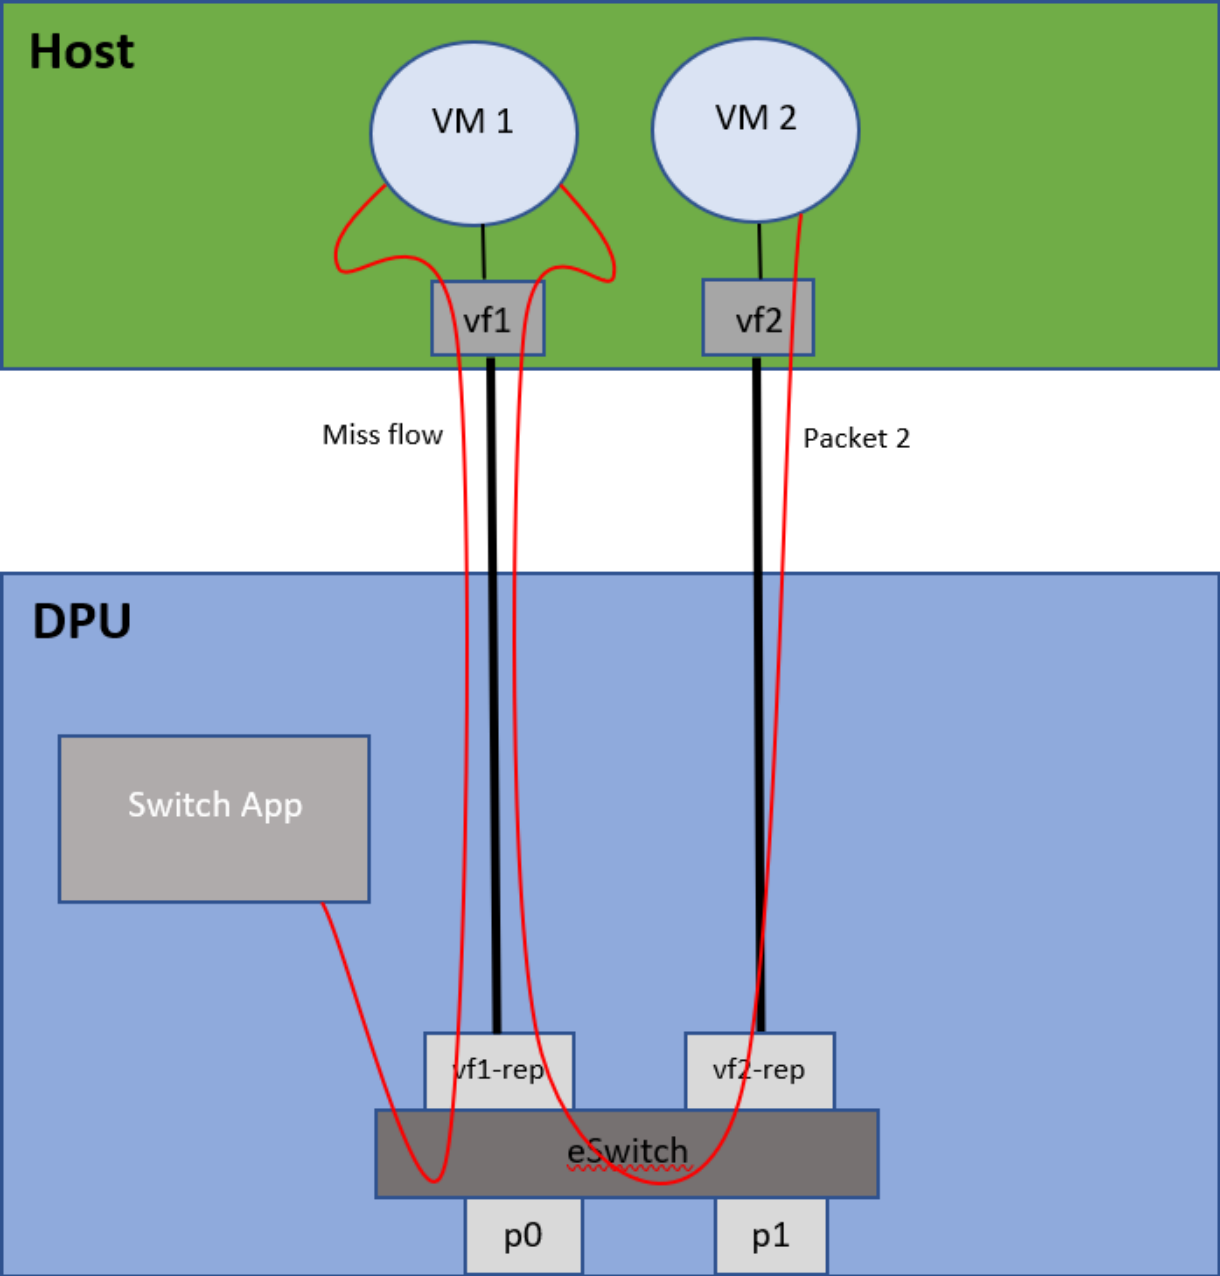 Host
VM 1
VM 2
vf1
vf2
Miss flow
Packet 2
DPU
Switch App
vf1-rep
vf2-rep
eSwitch
p0
p1